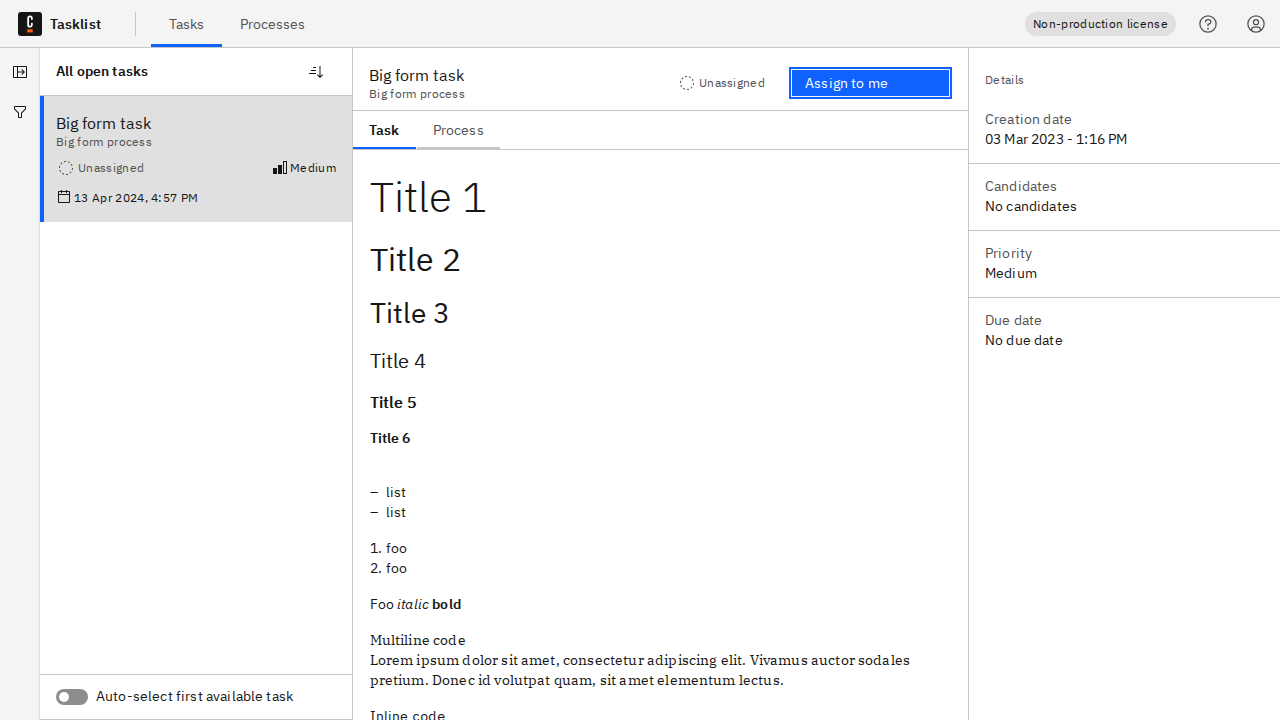 Tasklist
Tasks
Processes
Non-production license
All open tasks
Big form task
Big form process
Unassigned
Medium
13 Apr 2024, 4:57 PM
Auto-select first available task
Big form task
Big form process
Unassigned
Assign to me
Task
Process
Title 1
Title 2
Title 3
Title 4
Title 5
Title 6
– list
– list
1. foo
2. foo
Foo italic bold
Multiline code
Lorem ipsum dolor sit amet, consectetur adipiscing elit. Vivamus auctor sodales
pretium. Donec id volutpat quam, sit amet elementum lectus.
Inline code
Details
Creation date
03 Mar 2023 - 1:16 PM
Candidates
No candidates
Priority
Medium
Due date
No due date